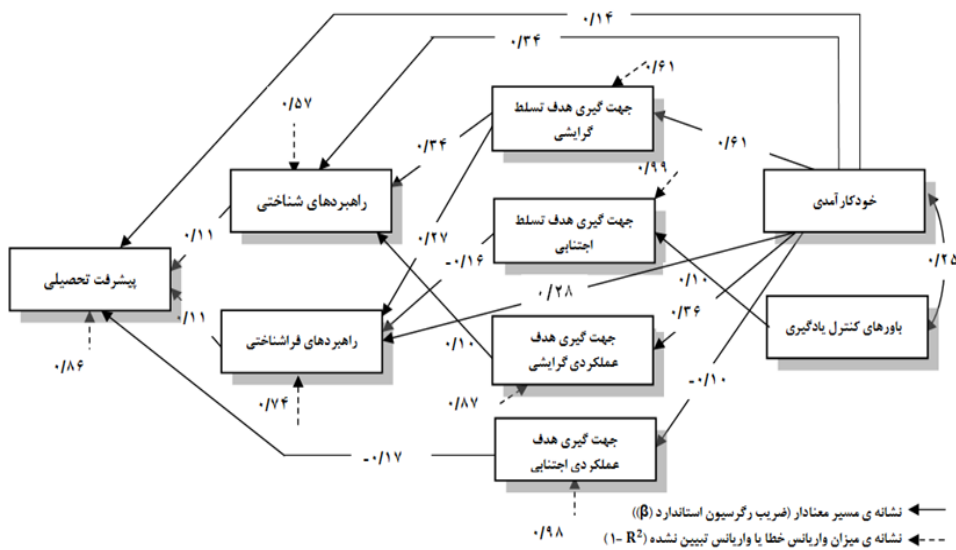 ۰/۱۴
۰/۳۴
۰/۶۱
۰/۵۷
جهت گیری هدف تسلط
گرایشی
۰/۳۴
۰/۶۱
۰/۹۹
خودکارآمدی
راهبردهای شناختی
جهت گیری هدف تسلط
اجتنابی
۰/۱۱
۰/۲۷
-۰/۱۶
۰/۲۵
پیشرفت تحصیلی
۰/۱۰
۰/۲۸
۰/۳۶
باورهای کنترل یادگیری
۰/۱۱
راهبردهای فراشناختی
۰/۱۰
جهت گیری هدف
عملکردی گرایشی
۰/۸۶
-۰/۱۰
۰/۷۴
۰/۸۷
جهت گیری هدف
عملکردی اجتنابی
-۰/۱۷
۰/۹۸
نشانه ی مسیر معنادار (ضریب رگرسیون استاندارد (β))
نشانه ی میزان واریانس خطا یا واریانس تبیین نشده (۱- R²)